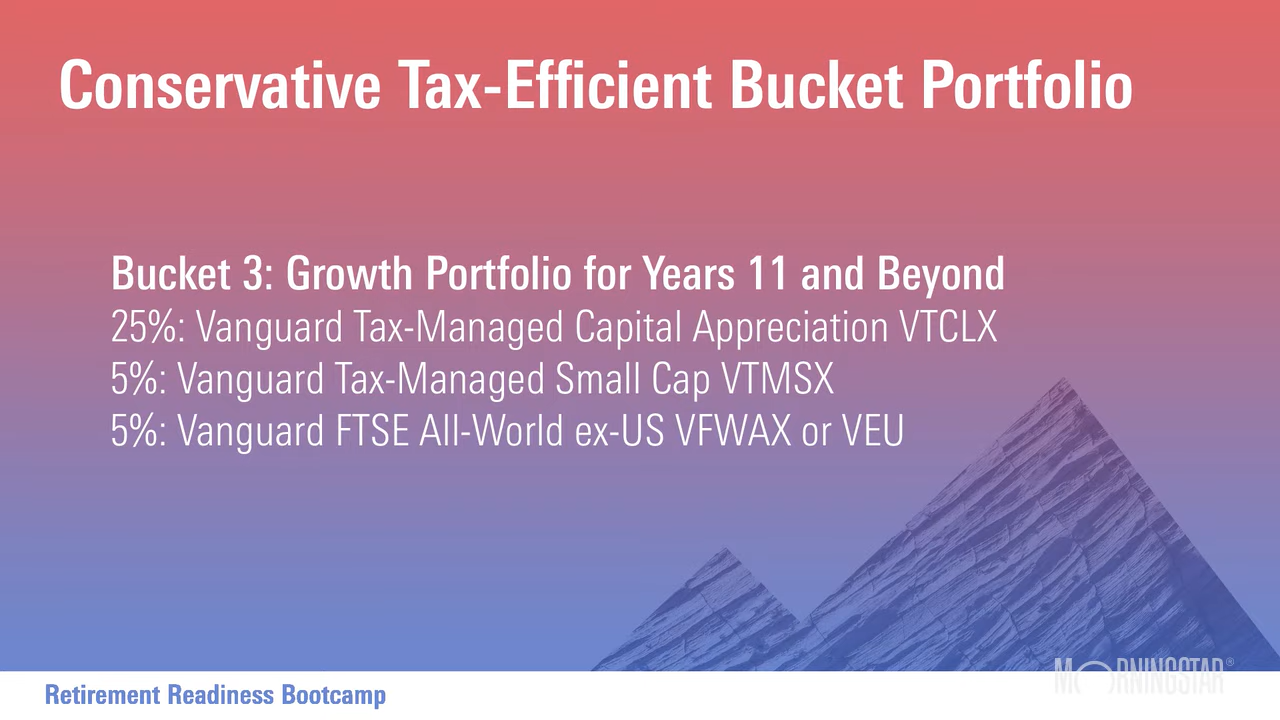 Conservative Tax-Efficient Bucket Portfolio
Bucket 3: Growth Portfolio for Years 11 and Beyond
25%: Vanguard Tax-Managed Capital Appreciation VTCLX
5%: Vanguard Tax-Managed Small Cap VTMSX
5%: Vanguard FTSE All-World ex-US VFWAX or VEU
MORNINGSTAR®
Retirement Readiness Bootcamp